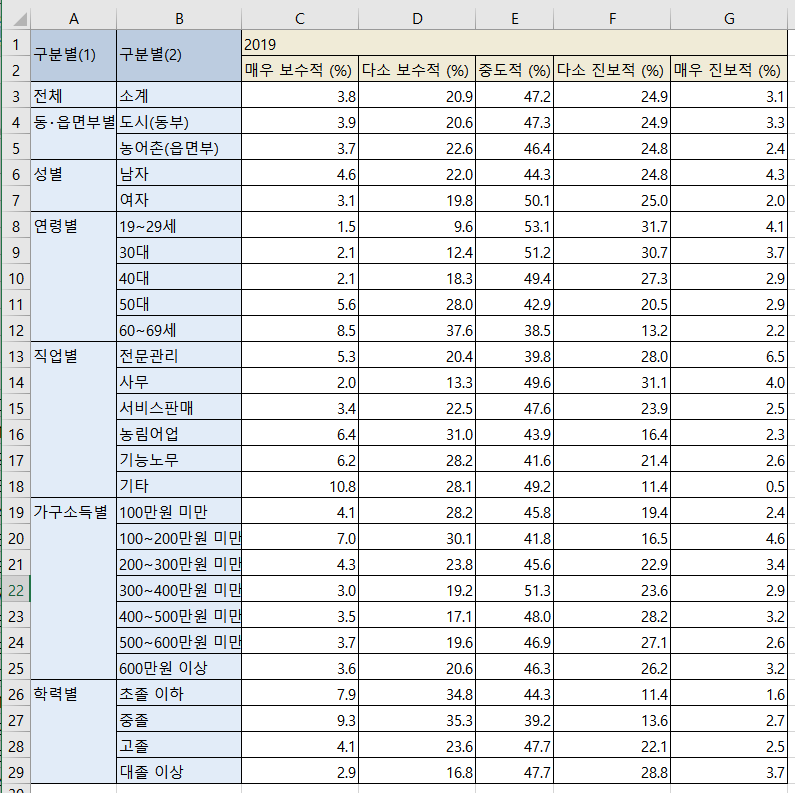 A B C D E F G
1 구분별(1) 구분별(2) 2019
2 매우 보수적 (%) 다소 보수적 (%) 중도적 (%) 다소 진보적 (%) 매우 진보적 (%)
3 전체 소계 3.8 20.9 47.2 24.9 3.1
4 동·읍면부별 도시(동부) 3.9 20.6 47.3 24.9 3.3
5 농어촌(읍면부) 3.7 22.6 46.4 24.8 2.4
6 성별 남자 4.6 22.0 44.3 24.8 4.3
7 여자 3.1 19.8 50.1 25.0 2.0
8 연령별 19~29세 1.5 9.6 53.1 31.7 4.1
9 30대 2.1 12.4 51.2 30.7 3.7
10 40대 2.1 18.3 49.4 27.3 2.9
11 50대 5.6 28.0 42.9 20.5 2.9
12 60~69세 8.5 37.6 38.5 13.2 2.2
13 직업별 전문관리 5.3 20.4 39.8 28.0 6.5
14 사무 2.0 13.3 49.6 31.1 4.0
15 서비스판매 3.4 22.5 47.6 23.9 2.5
16 농림어업 6.4 31.0 43.9 16.4 2.3
17 기능노무 6.2 28.2 41.6 21.4 2.6
18 기타 10.8 28.1 49.2 11.4 0.5
19 가구소득별 100만원 미만 4.1 28.2 45.8 19.4 2.4
20 100~200만원 미만 7.0 30.1 41.8 16.5 4.6
21 200~300만원 미만 4.3 23.8 45.6 22.9 3.4
22 300~400만원 미만 3.0 19.2 51.3 23.6 2.9
23 400~500만원 미만 3.5 17.1 48.0 28.2 3.2
24 500~600만원 미만 3.7 19.6 46.9 27.1 2.6
25 600만원 이상 3.6 20.6 46.3 26.2 3.2
26 학력별 초졸 이하 7.9 34.8 44.3 11.4 1.6
27 중졸 9.3 35.3 39.2 13.6 2.7
28 고졸 4.1 23.6 47.7 22.1 2.5
29 대졸 이상 2.9 16.8 47.7 28.8 3.7